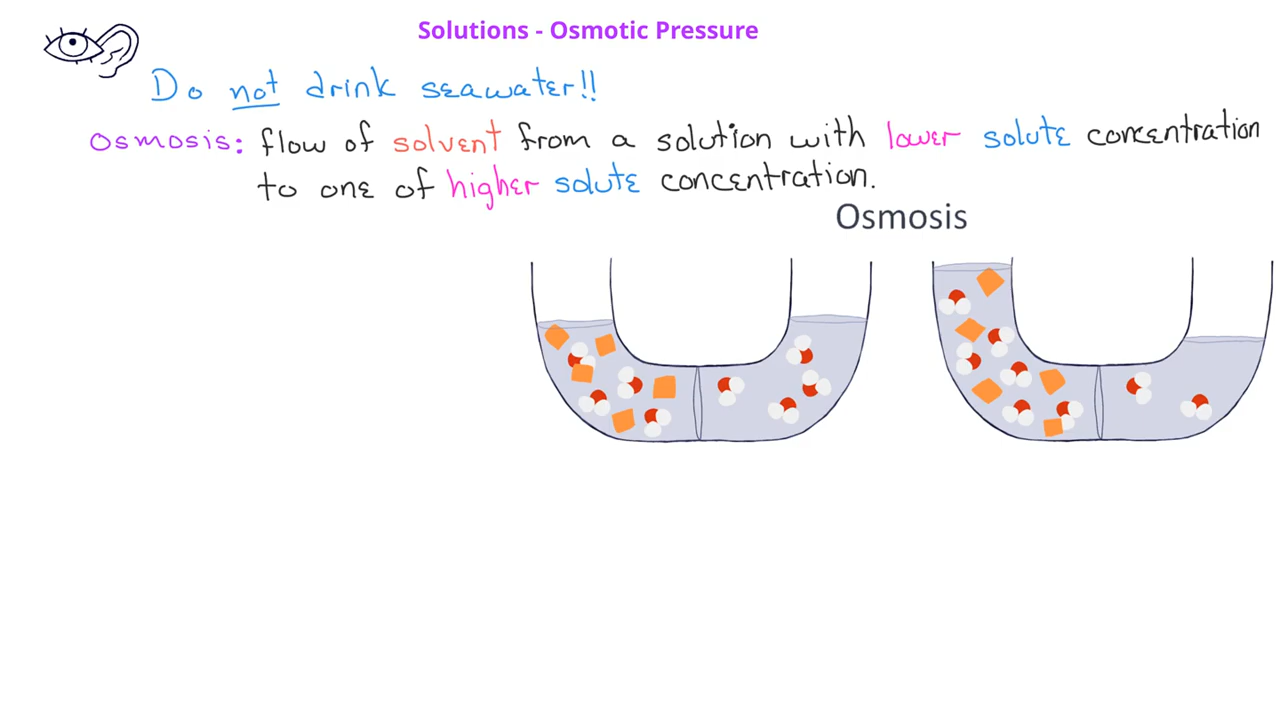 Solutions - Osmotic Pressure
Do not drink seawater!!
osmosis: flow of solvent from a solution with lower solute concentration
to one of higher solute concentration.
Osmosis